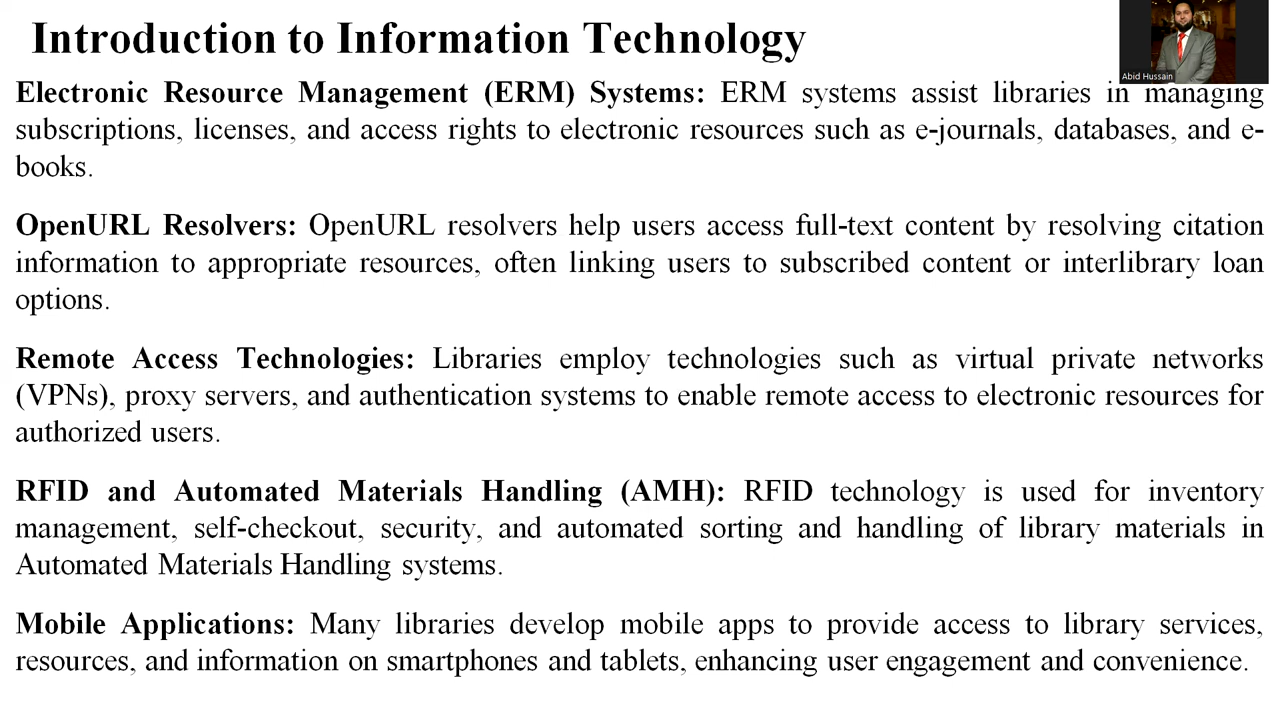 Introduction to Information Technology
Abid Hussain
Electronic Resource Management (ERM) Systems: ERM systems assist libraries in managing
subscriptions, licenses, and access rights to electronic resources such as e-journals, databases, and e-
books.
OpenURL Resolvers: OpenURL resolvers help users access full-text content by resolving citation
information to appropriate resources, often linking users to subscribed content or interlibrary loan
options.
Remote Access Technologies: Libraries employ technologies such as virtual private networks
(VPNs), proxy servers, and authentication systems to enable remote access to electronic resources for
authorized users.
RFID and Automated Materials Handling (AMH): RFID technology is used for inventory
management, self-checkout, security, and automated sorting and handling of library materials in
Automated Materials Handling systems.
Mobile Applications: Many libraries develop mobile apps to provide access to library services,
resources, and information on smartphones and tablets, enhancing user engagement and convenience.